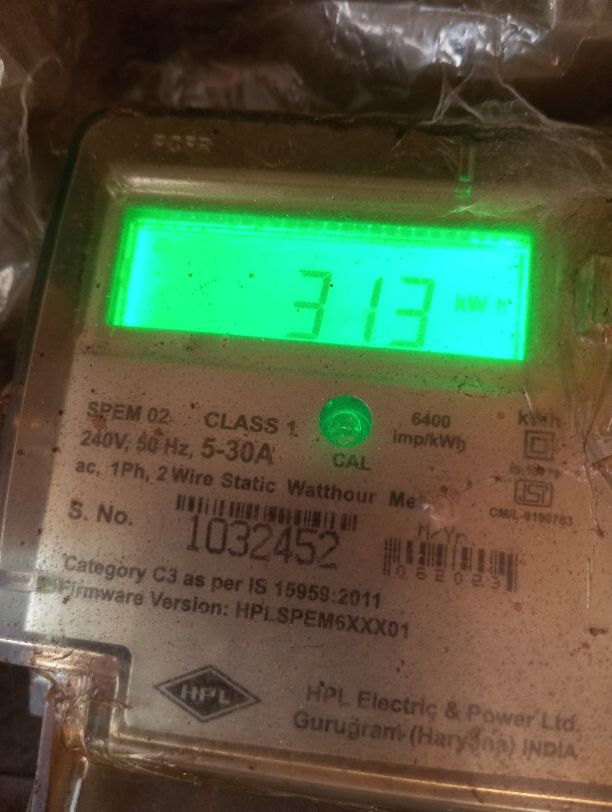 313 kWh
SPEM 02 CLASS 1 6400 kWh
240V, 50 Hz, 5-30A imp/kWh
CAL
ac, 1Ph, 2 Wire Static Watthour
CM/L-9190783
S. No. 1032452 M-Yr
062023
Category C3 as per IS 15959:2011
Firmware Version: HPLSPEM6XXX01
HPL HPL Electric & Power Ltd.
Gurugram (Haryana) INDIA